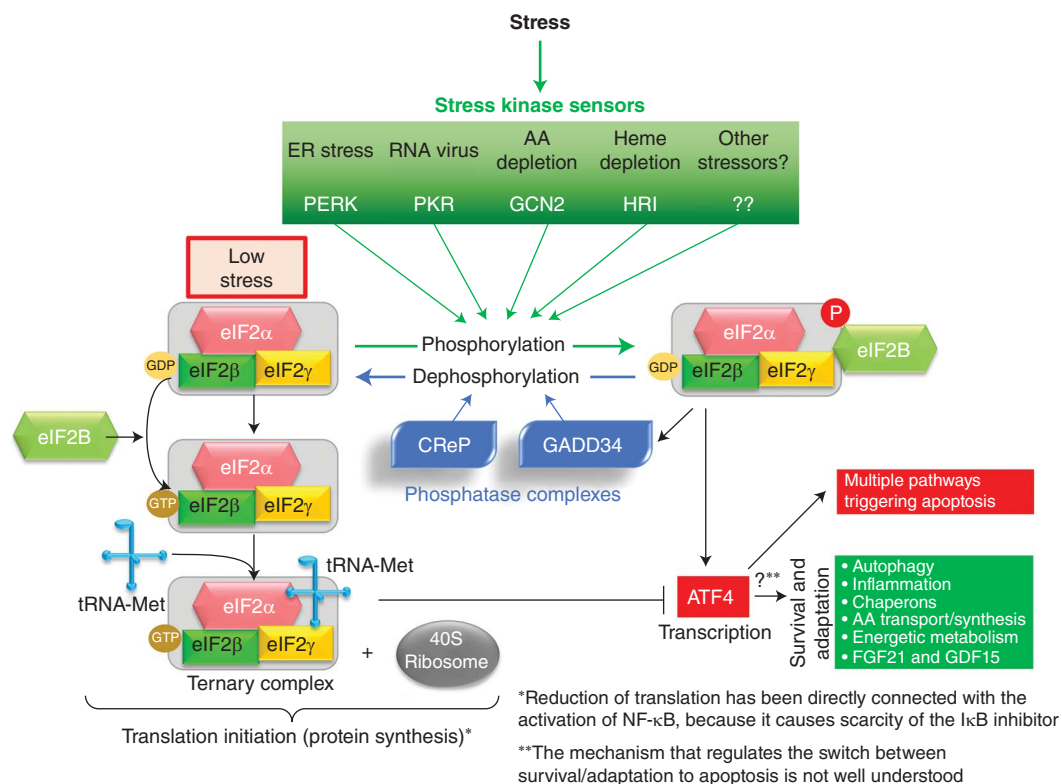 Stress
Stress kinase sensors
ER stress
RNA virus
AA
depletion
Heme
depletion
Other
stressors?
PERK
PKR
GCN2
HRI
??
Low
stress
eIF2α
GDP
eIF2β
eIF2γ
Phosphorylation
Dephosphorylation
P
eIF2α
eIF2B
GDP
eIF2β
eIF2γ
CReP
GADD34
Phosphatase complexes
eIF2B
eIF2α
GTP
eIF2β
eIF2γ
Multiple pathways
triggering apoptosis
tRNA-Met
tRNA-Met
eIF2α
GTP
eIF2β
eIF2γ
Ternary complex
+
40S
Ribosome
ATF4
Transcription
?**
Survival and
adaptation
• Autophagy
• Inflammation
• Chaperons
• AA transport/synthesis
• Energetic metabolism
• FGF21 and GDF15
Translation initiation (protein synthesis)*
*Reduction of translation has been directly connected with the
activation of NF-κB, because it causes scarcity of the IκB inhibitor
**The mechanism that regulates the switch between
survival/adaptation to apoptosis is not well understood